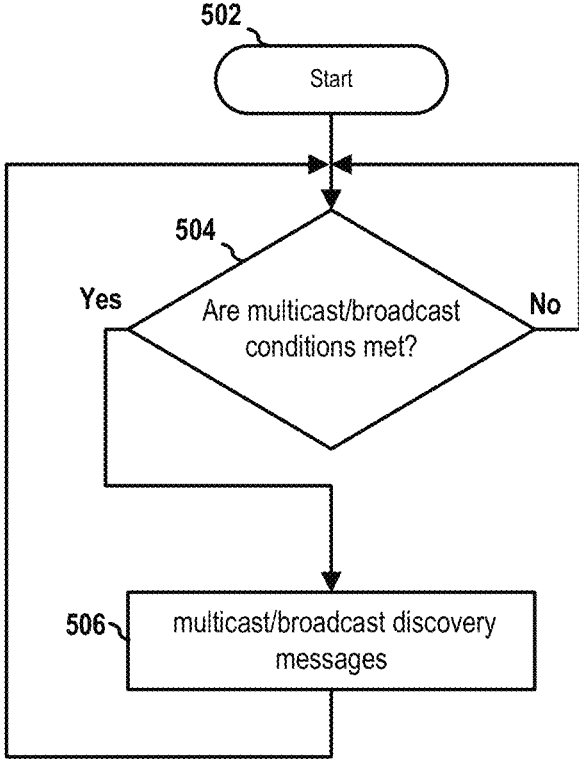 502
Start
504
Yes
Are multicast/broadcast
conditions met?
No
506
multicast/broadcast discovery
messages